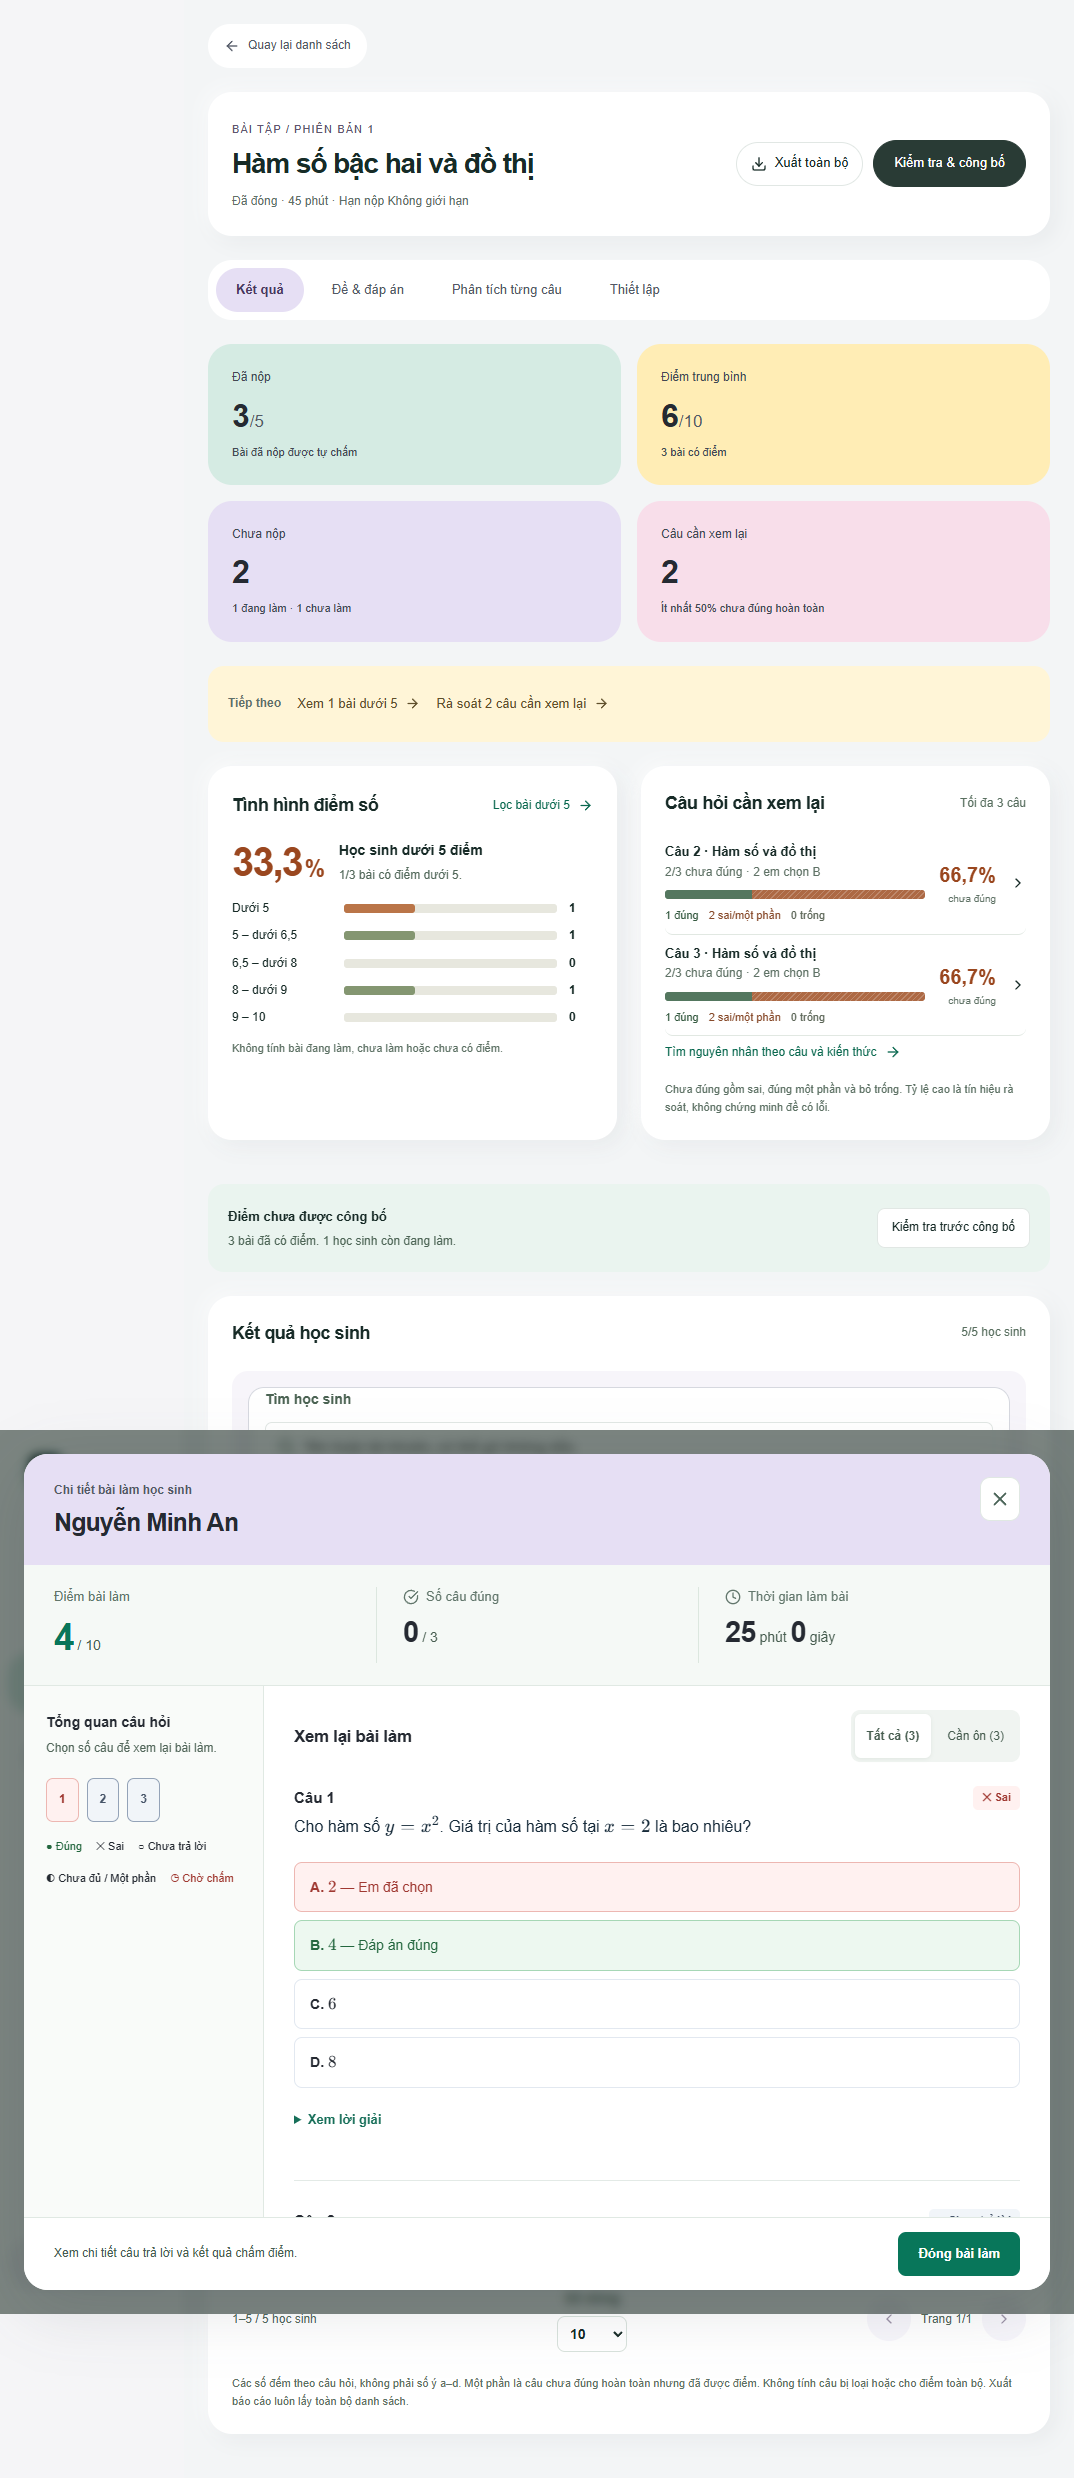 Quay lại danh sách
BÀI TẬP / PHIÊN BẢN 1
Hàm số bậc hai và đồ thị
Đã đóng · 45 phút · Hạn nộp Không giới hạn
Xuất toàn bộ
Kiểm tra & công bố
Kết quả
Đề & đáp án
Phân tích từng câu
Thiết lập
Đã nộp
3/5
Bài đã nộp được tự chấm
Điểm trung bình
6/10
3 bài có điểm
Chưa nộp
2
1 đang làm · 1 chưa làm
Câu cần xem lại
2
Ít nhất 50% chưa đúng hoàn toàn
Tiếp theo
Xem 1 bài dưới 5
Rà soát 2 câu cần xem lại
Tình hình điểm số
Lọc bài dưới 5
33,3%
Học sinh dưới 5 điểm
1/3 bài có điểm dưới 5.
Dưới 5 1
5 – dưới 6,5 1
6,5 – dưới 8 0
8 – dưới 9 1
9 – 10 0
Không tính bài đang làm, chưa làm hoặc chưa có điểm.
Câu hỏi cần xem lại
Tối đa 3 câu
Câu 2 · Hàm số và đồ thị
2/3 chưa đúng · 2 em chọn B
66,7%
chưa đúng
1 đúng 2 sai/một phần 0 trống
Câu 3 · Hàm số và đồ thị
2/3 chưa đúng · 2 em chọn B
66,7%
chưa đúng
1 đúng 2 sai/một phần 0 trống
Tìm nguyên nhân theo câu và kiến thức
Chưa đúng gồm sai, đúng một phần và bỏ trống. Tỷ lệ cao là tín hiệu rà
soát, không chứng minh đề có lỗi.
Điểm chưa được công bố
3 bài đã có điểm. 1 học sinh còn đang làm.
Kiểm tra trước công bố
Kết quả học sinh
5/5 học sinh
Tìm học sinh
Chi tiết bài làm học sinh
Nguyễn Minh An
Điểm bài làm
4 / 10
Số câu đúng
0 / 3
Thời gian làm bài
25 phút 0 giây
Tổng quan câu hỏi
Chọn số câu để xem lại bài làm.
1 2 3
● Đúng ✕ Sai ○ Chưa trả lời
◐ Chưa đủ / Một phần ◷ Chờ chấm
Xem lại bài làm
Tất cả (3)
Cần ôn (3)
Câu 1
✕ Sai
Cho hàm số y = x². Giá trị của hàm số tại x = 2 là bao nhiêu?
A. 2 — Em đã chọn
B. 4 — Đáp án đúng
C. 6
D. 8
▶ Xem lời giải
Xem chi tiết câu trả lời và kết quả chấm điểm.
Đóng bài làm
1–5 / 5 học sinh
10
Trang 1/1
Các số đếm theo câu hỏi, không phải số ý a–d. Một phần là câu chưa đúng hoàn toàn nhưng đã được điểm. Không tính câu bị loại hoặc cho điểm toàn bộ. Xuất
báo cáo luôn lấy toàn bộ danh sách.